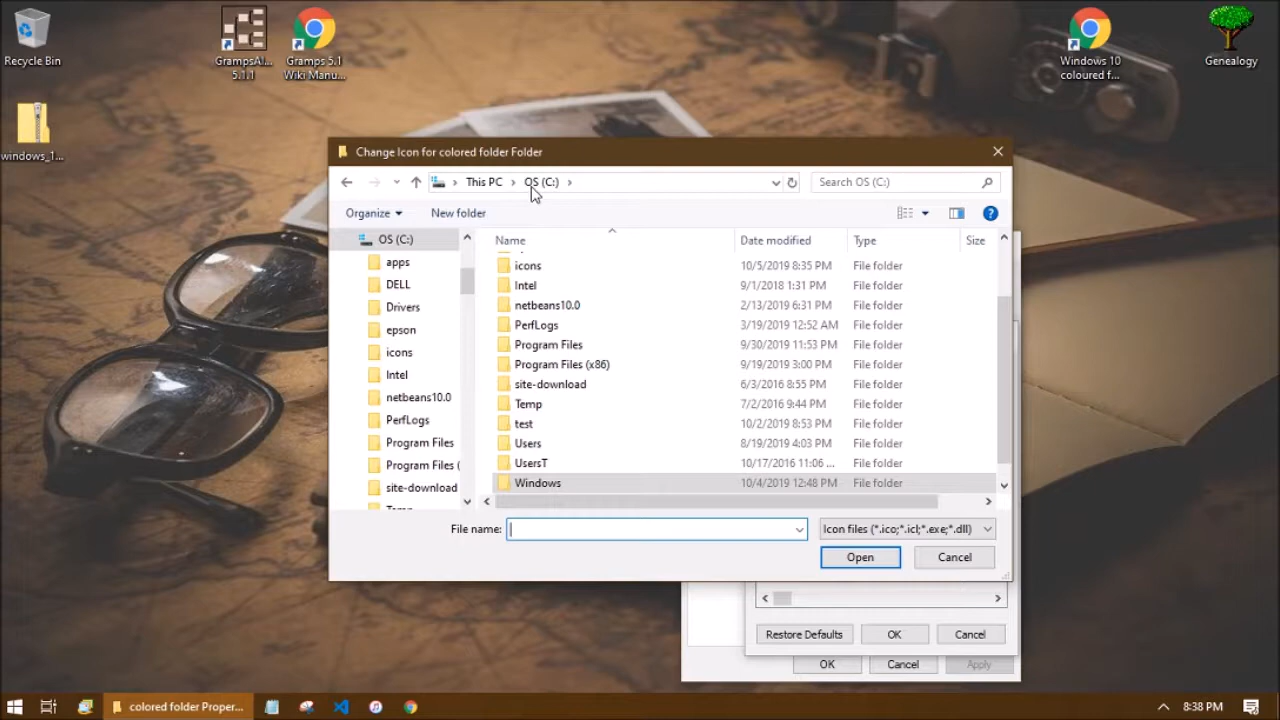 Recycle Bin
GrampsAI...
5.1.1
Gramps 5.1
Wiki Manu...
Windows 10
coloured f...
Genealogy
windows_1...
Change Icon for colored folder Folder
This PC
OS (C:)
Search OS (C:)
Organize
New folder
Name
Date modified
Type
Size
OS (C:)
apps
DELL
Drivers
epson
icons
Intel
netbeans10.0
PerfLogs
Program Files
Program Files (
site-download
icons 10/5/2019 8:35 PM File folder
Intel 9/1/2018 1:31 PM File folder
netbeans10.0 2/13/2019 6:31 PM File folder
PerfLogs 3/19/2019 12:52 AM File folder
Program Files 9/30/2019 11:53 PM File folder
Program Files (x86) 9/19/2019 3:00 PM File folder
site-download 6/3/2016 8:55 PM File folder
Temp 7/2/2016 9:44 PM File folder
test 10/2/2019 8:53 PM File folder
Users 8/19/2019 4:03 PM File folder
UsersT 10/17/2016 11:06 ... File folder
Windows 10/4/2019 12:48 PM File folder
File name:
Icon files (*.ico;*.icl;*.exe;*.dll)
Open
Cancel
Restore Defaults
OK
Cancel
OK
Cancel
Apply
colored folder Proper...
8:38 PM